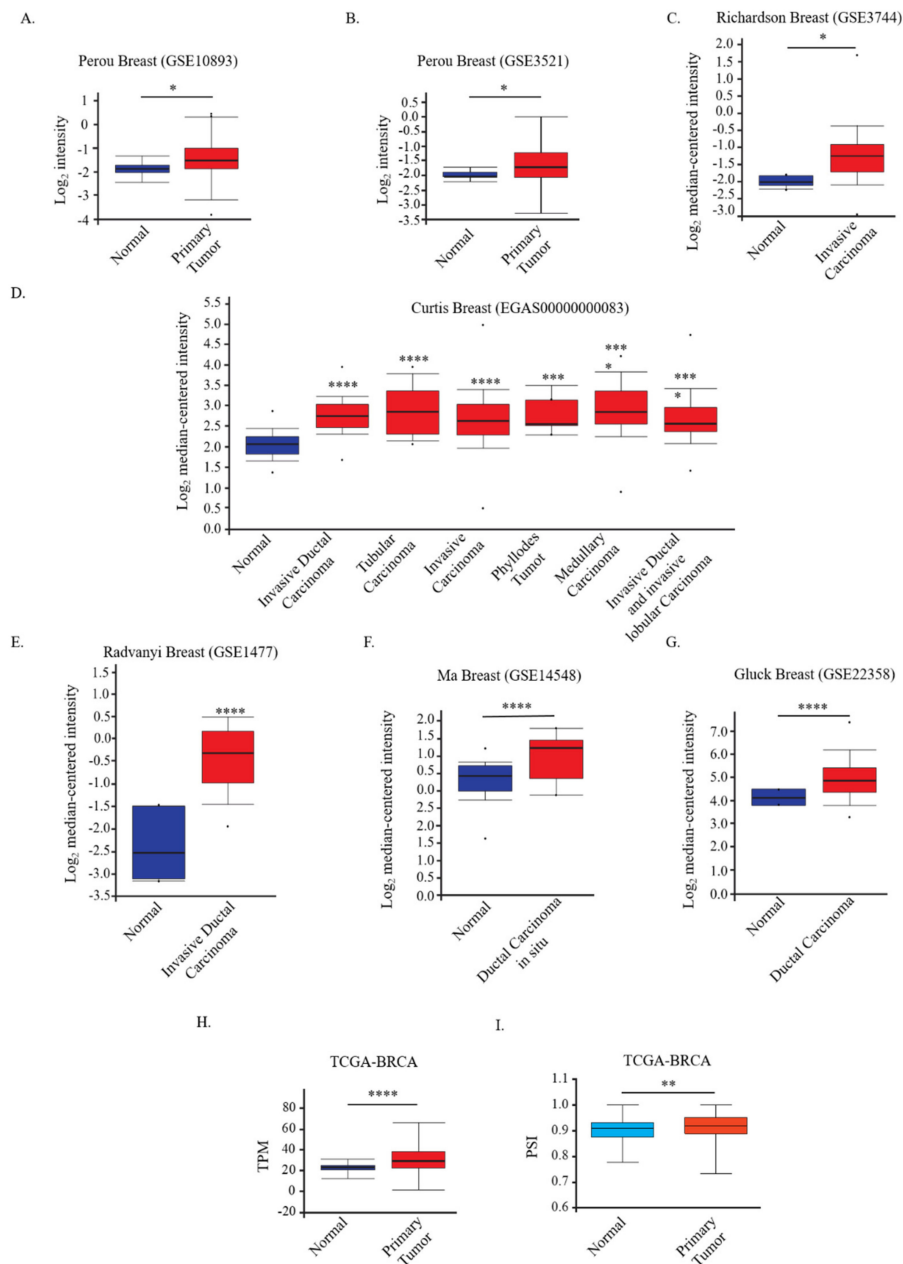 A.
Perou Breast (GSE10893)
*
Log2 intensity
1
0
-1
-2
-3
-4
Normal
Primary
Tumor
B.
Perou Breast (GSE3521)
*
Log2 intensity
0.5
0.0
-0.5
-1.0
-1.5
-2.0
-2.5
-3.0
-3.5
Normal
Primary
Tumor
C.
Richardson Breast (GSE3744)
*
Log2 median-centered intensity
2.0
1.5
1.0
0.5
0.0
-0.5
-1.0
-1.5
-2.0
-2.5
-3.0
Normal
Invasive
Carcinoma
D.
Curtis Breast (EGAS00000000083)
Log2 median-centered intensity
5.5
5.0
4.5
4.0
3.5
3.0
2.5
2.0
1.5
1.0
0.5
0.0
****
****
****
***
***
*
***
*
Normal
Invasive Ductal
Carcinoma
Tubular
Carcinoma
Invasive
Carcinoma
Phyllodes
Tumot
Medullary
Carcinoma
Invasive Ductal
and invasive
lobular Carcinoma
E.
Radvanyi Breast (GSE1477)
****
Log2 median-centered intensity
1.5
1.0
0.5
0.0
-0.5
-1.0
-1.5
-2.0
-2.5
-3.0
-3.5
Normal
Invasive Ductal
Carcinoma
F.
Ma Breast (GSE14548)
****
Log2 median-centered intensity
2.0
1.0
0.5
0.0
2.0
1.0
0.5
0.0
Normal
Ductal Carcinoma
in situ
G.
Gluck Breast (GSE22358)
****
Log2 median-centered intensity
7.0
6.0
5.0
4.0
3.0
2.0
1.0
0.0
Normal
Ductal Carcinoma
H.
TCGA-BRCA
****
TPM
80
60
40
20
0
-20
Normal
Primary
Tumor
I.
TCGA-BRCA
**
PSI
1.1
1.0
0.9
0.8
0.7
0.6
Normal
Primary
Tumor